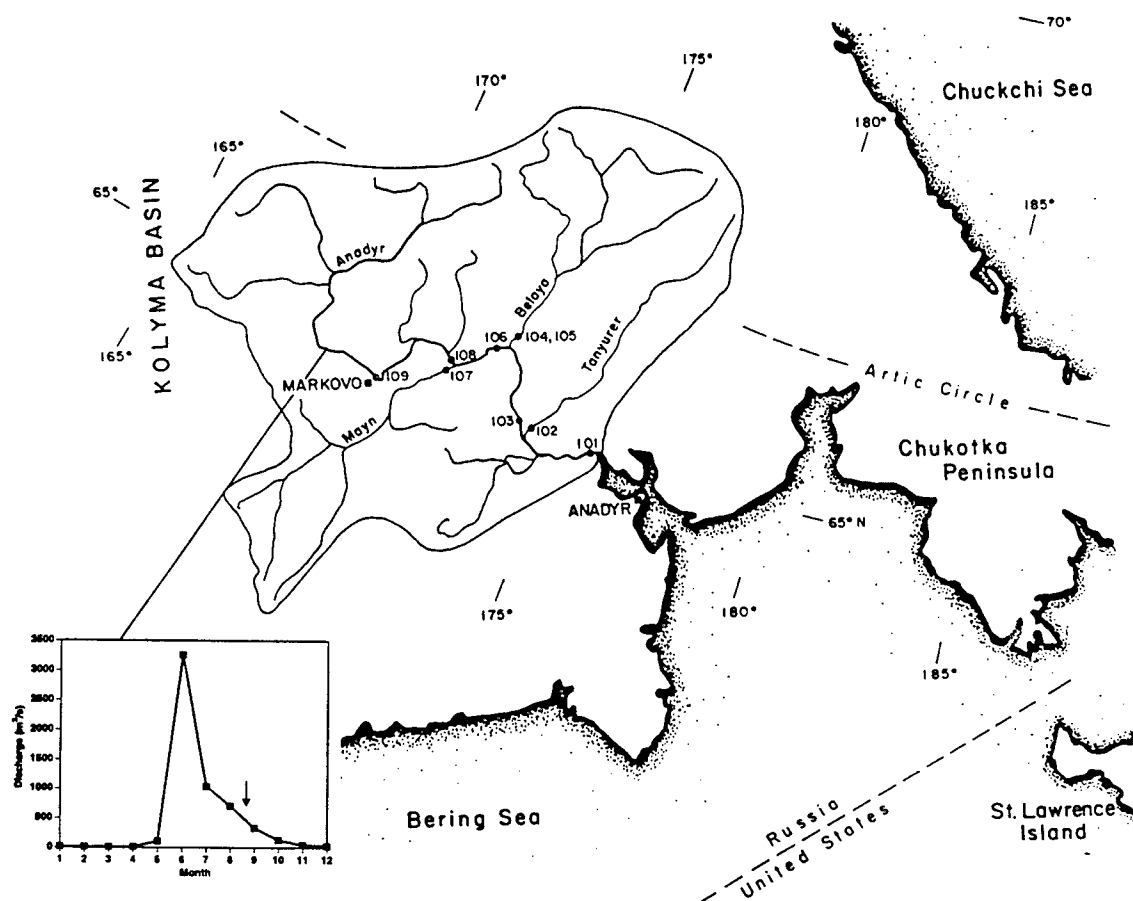 70°
175°
170°
Chuckchi Sea
180°
165°
65°
185°
KOLYMA BASIN
Anadyr
Belaya
165°
106
104, 105
Tanyurer
108
107
109
MARKOVO
Artic Circle
Mayn
103
102
101
Chukotka
Peninsula
ANADYR
65° N
175°
180°
185°
3500
3000
2500
2000
1500
1000
500
0
Discharge (m³/s)
1 2 3 4 5 6 7 8 9 10 11 12
Month
Bering Sea
Russia
United States
St. Lawrence
Island